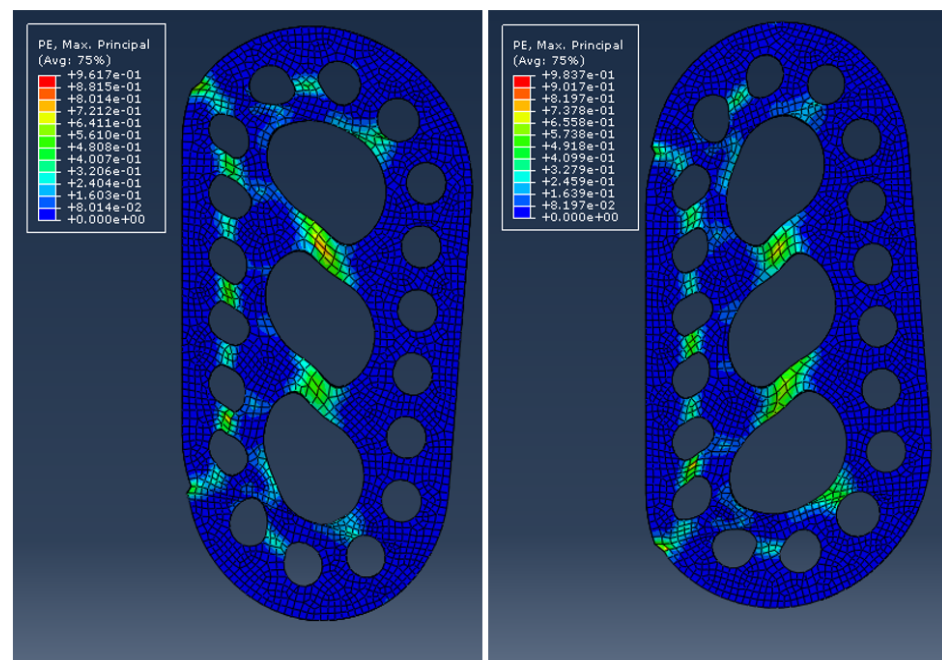 PE, Max. Principal
(Avg: 75%)
+9.617e-01
+8.815e-01
+8.014e-01
+7.212e-01
+6.411e-01
+5.610e-01
+4.808e-01
+4.007e-01
+3.206e-01
+2.404e-01
+1.603e-01
+8.014e-02
+0.000e+00
PE, Max. Principal
(Avg: 75%)
+9.837e-01
+9.017e-01
+8.197e-01
+7.378e-01
+6.558e-01
+5.738e-01
+4.918e-01
+4.099e-01
+3.279e-01
+2.459e-01
+1.639e-01
+8.197e-02
+0.000e+00